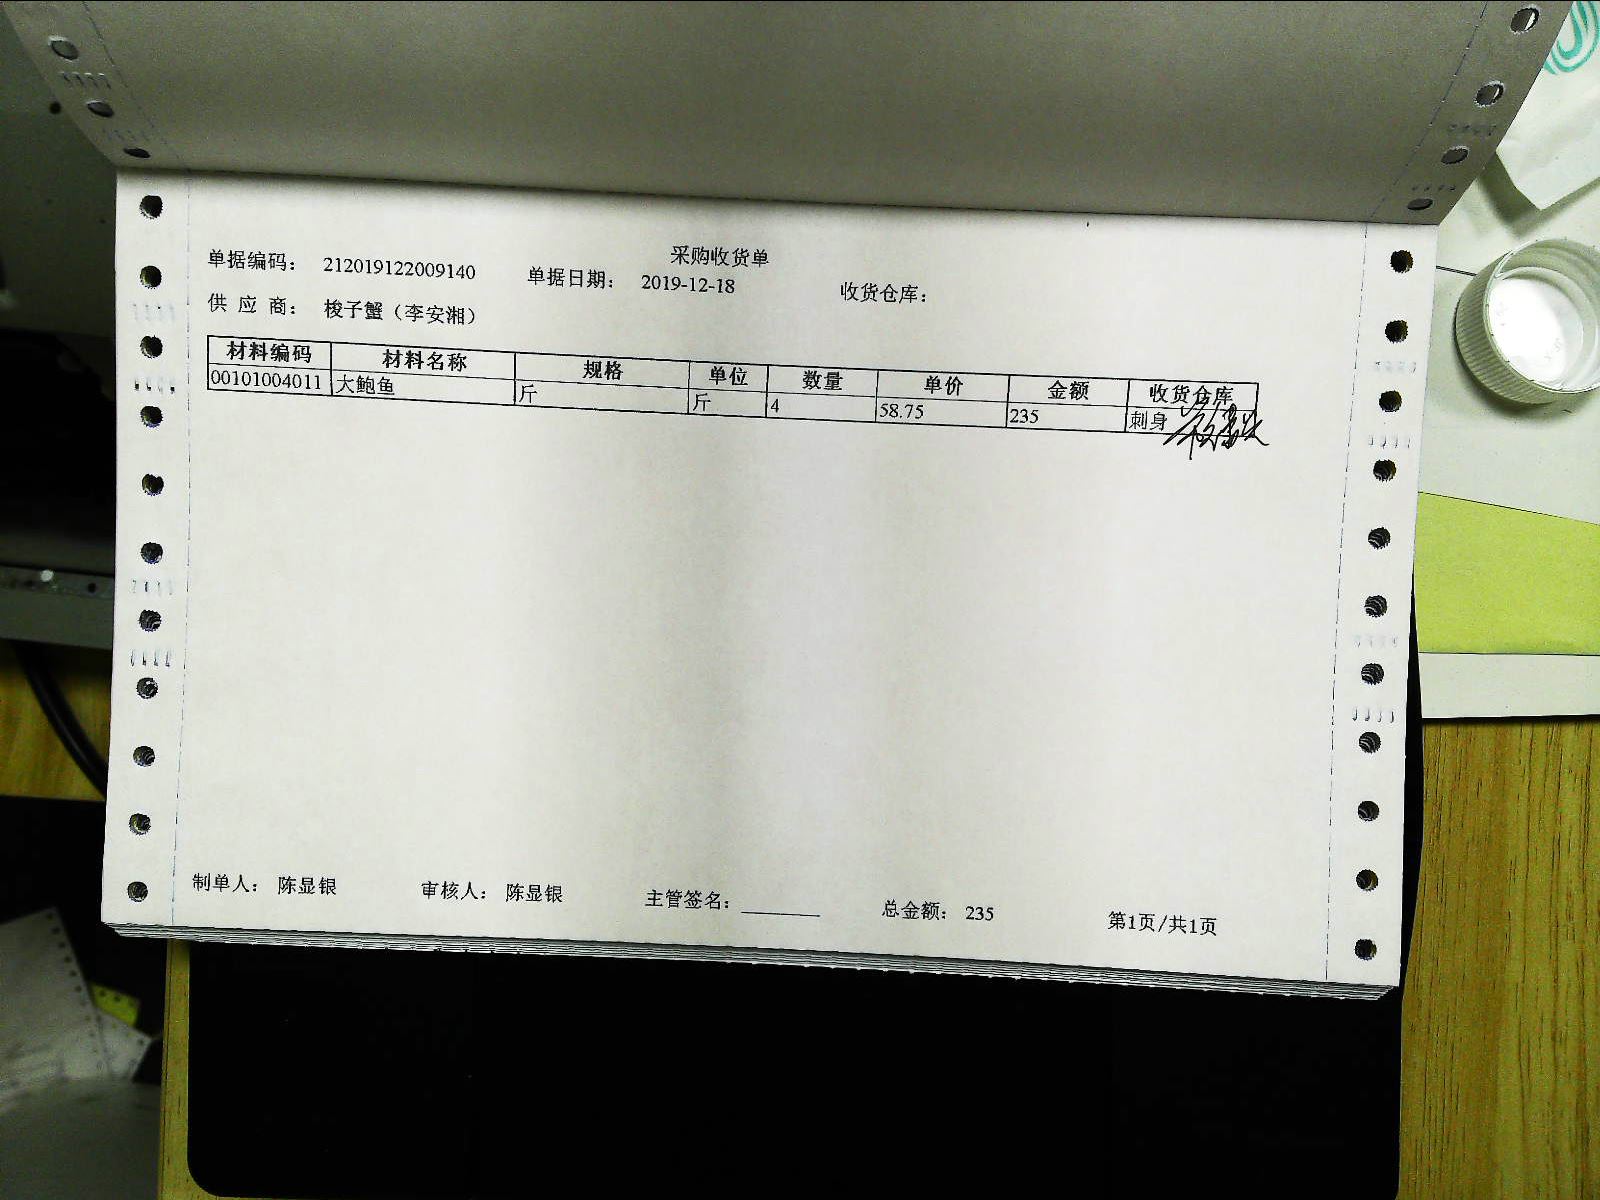 采购收货单
单据编码： 212019122009140 单据日期： 2019-12-18 收货仓库：
供 应 商： 梭子蟹（李安湘）
材料编码 材料名称 规格 单位 数量 单价 金额 收货仓库
00101004011 大鲍鱼 斤 斤 4 58.75 235 刺身
制单人： 陈显银 审核人： 陈显银 主管签名：________ 总金额： 235 第1页/共1页